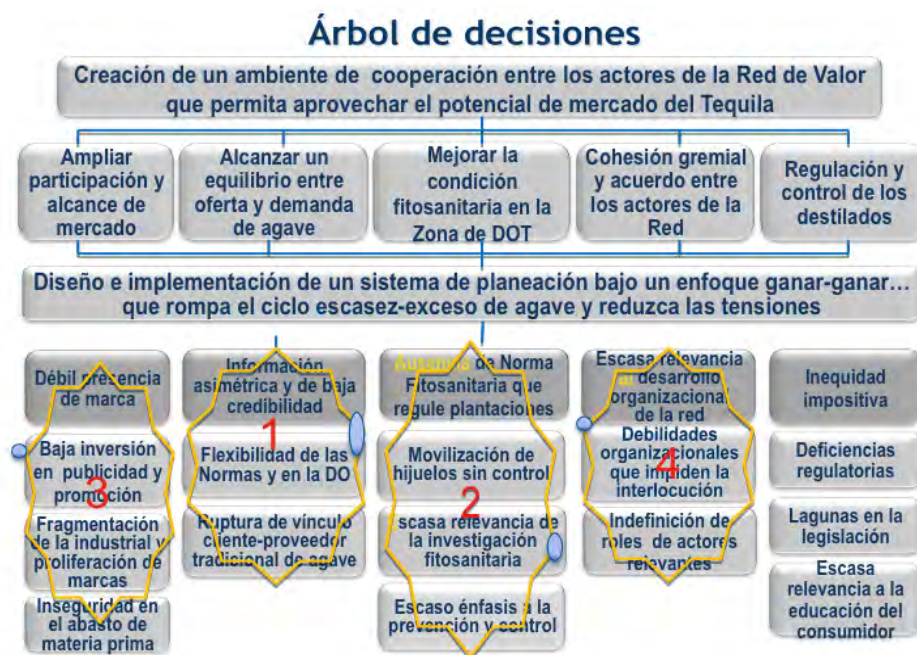 Árbol de decisiones
Creación de un ambiente de cooperación entre los actores de la Red de Valor
que permita aprovechar el potencial de mercado del Tequila
Ampliar
participación y
alcance de
mercado
Alcanzar un
equilibrio entre
oferta y demanda
de agave
Mejorar la
condición
fitosanitaria en la
Zona de DOT
Cohesión gremial
y acuerdo entre
los actores de la
Red
Regulación y
control de los
destilados
Diseño e implementación de un sistema de planeación bajo un enfoque ganar-ganar…
que rompa el ciclo escasez-exceso de agave y reduzca las tensiones
Débil presencia
de marca
Baja inversión
en publicidad y
promoción
3
Fragmentación
de la industrial y
proliferación de
marcas
Inseguridad en
el abasto de
materia prima
Información
asimétrica y de baja
credibilidad
1
Flexibilidad de las
Normas y en la DO
Ruptura de vínculo
cliente-proveedor
tradicional de agave
Ausencia de Norma
Fitosanitaria que
regule plantaciones
Movilización de
hijuelos sin control
2
Escasa relevancia de
la investigación
fitosanitaria
Escaso énfasis a la
prevención y control
Escasa relevancia
al desarrollo
organizacional
de la red
Debilidades
organizacionales
que impiden la
interlocución
4
Indefinición de
roles de actores
relevantes
Inequidad
impositiva
Deficiencias
regulatorias
Lagunas en la
legislación
Escasa
relevancia a la
educación del
consumidor